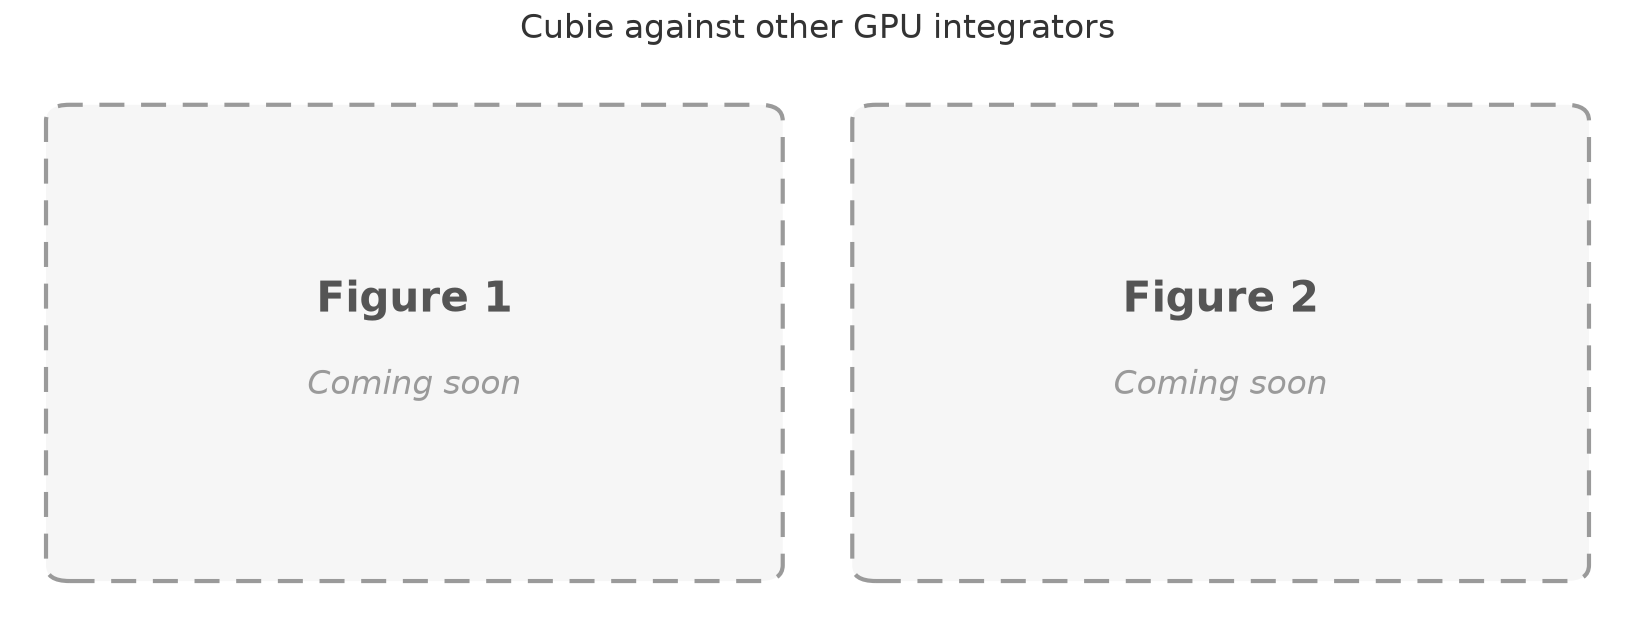 Cubie against other GPU integrators
Figure 1
Coming soon
Figure 2
Coming soon